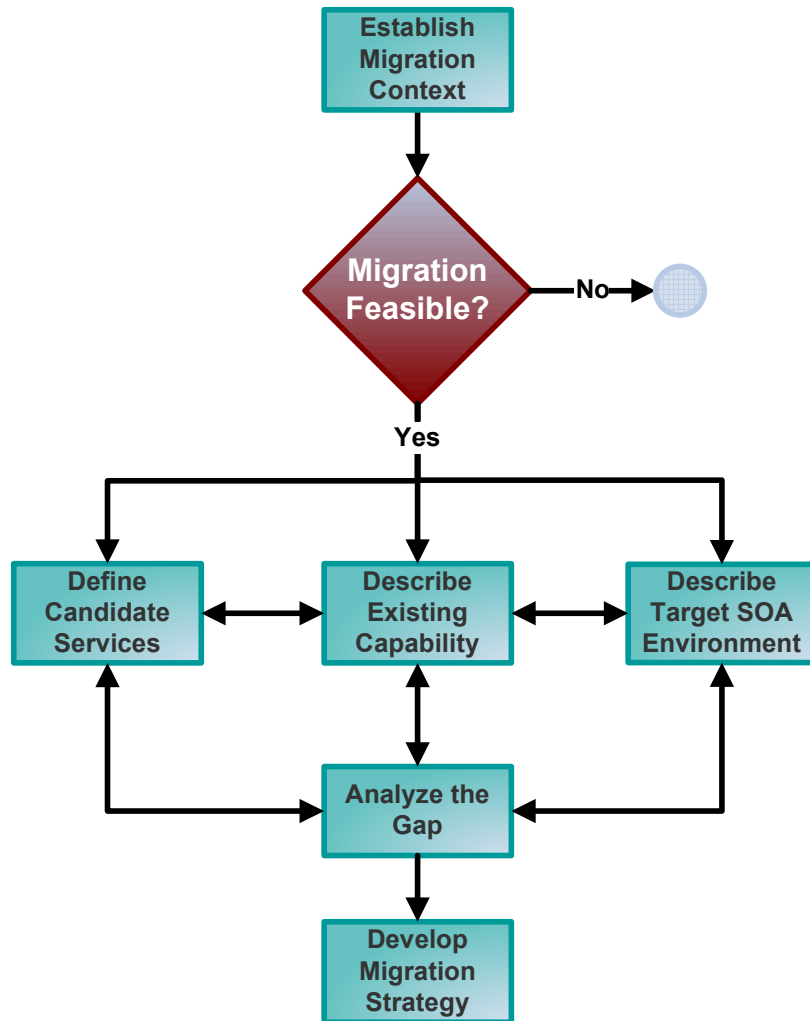 Establish
Migration
Context
Migration
Feasible?
No
Yes
Define
Candidate
Services
Describe
Existing
Capability
Describe
Target SOA
Environment
Analyze the
Gap
Develop
Migration
Strategy